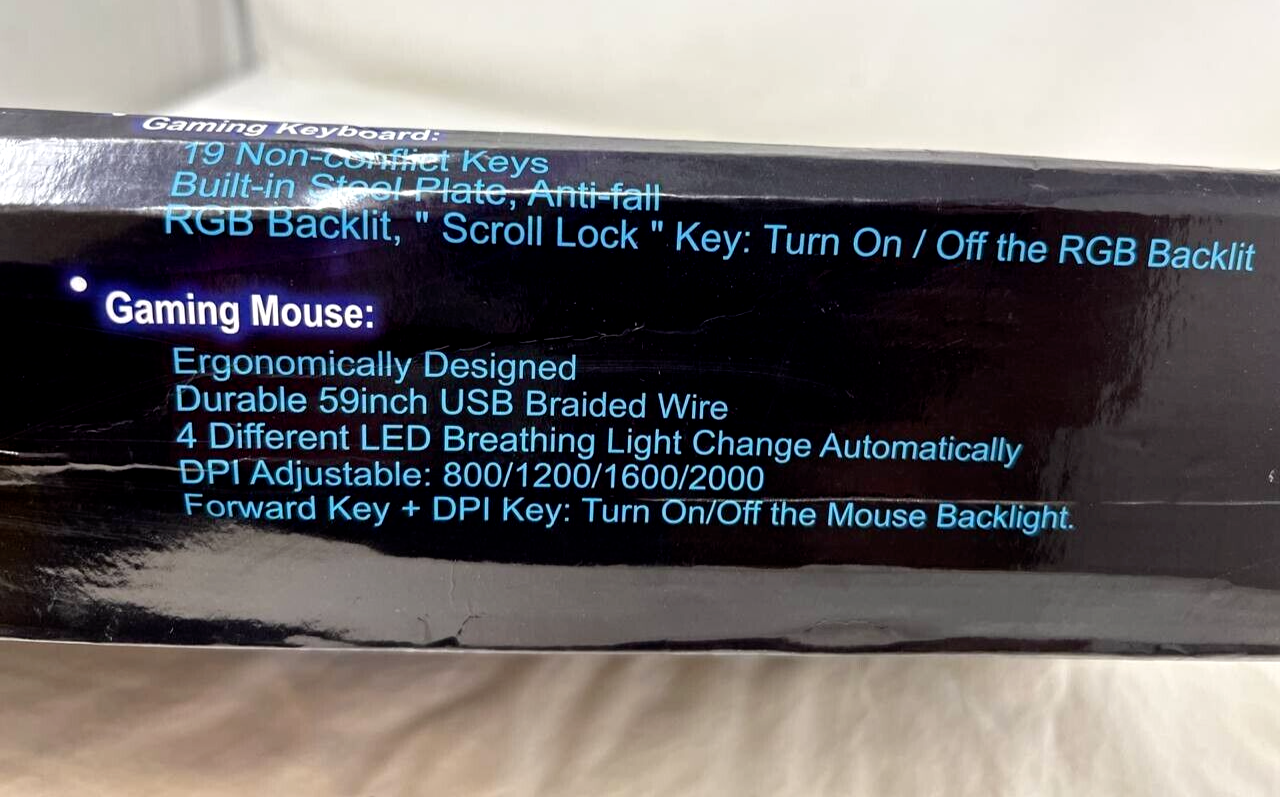 Gaming Keyboard:
19 Non-conflict Keys
Built-in Steel Plate, Anti-fall
RGB Backlit, " Scroll Lock " Key: Turn On / Off the RGB Backlit
Gaming Mouse:
Ergonomically Designed
Durable 59inch USB Braided Wire
4 Different LED Breathing Light Change Automatically
DPI Adjustable: 800/1200/1600/2000
Forward Key + DPI Key: Turn On/Off the Mouse Backlight.